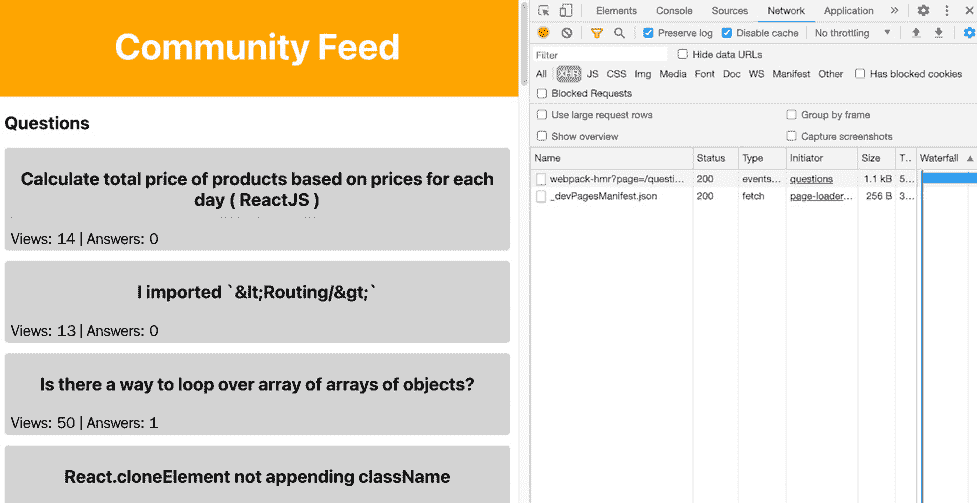 Community Feed
Questions
Calculate total price of products based on prices for each
day ( ReactJS )
Views: 14 | Answers: 0
I imported `&lt;Routing/&gt;`
Views: 13 | Answers: 0
Is there a way to loop over array of arrays of objects?
Views: 50 | Answers: 1
React.cloneElement not appending className
Elements Console Sources Network Application »
Preserve log Disable cache No throttling
Filter Hide data URLs
All XHR JS CSS Img Media Font Doc WS Manifest Other Has blocked cookies
Blocked Requests
Use large request rows Group by frame
Show overview Capture screenshots
Name Status Type Initiator Size T... Waterfall
webpack-hmr?page=/questi... 200 events... questions 1.1 kB 5...
_devPagesManifest.json 200 fetch page-loader... 256 B 3...